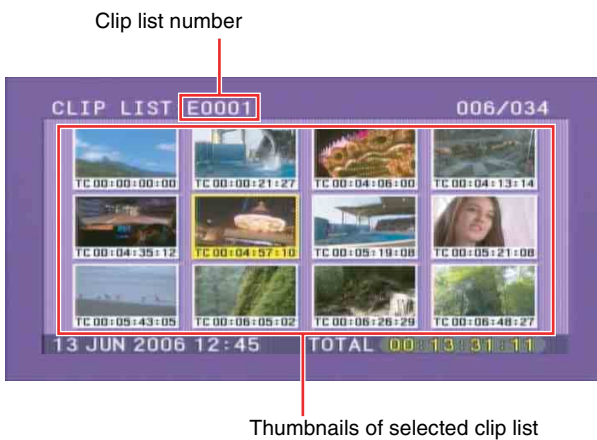 Clip list number
CLIP LIST E0001 006/034
TC 00:00:00:00 TC 00:00:21:27 TC 00:04:06:00 TC 00:04:13:14
TC 00:04:35:12 TC 00:04:57:10 TC 00:05:19:08 TC 00:05:21:08
TC 00:05:43:05 TC 00:06:05:02 TC 00:06:26:29 TC 00:06:48:27
13 JUN 2006 12:45 TOTAL 00:13:31:11
Thumbnails of selected clip list